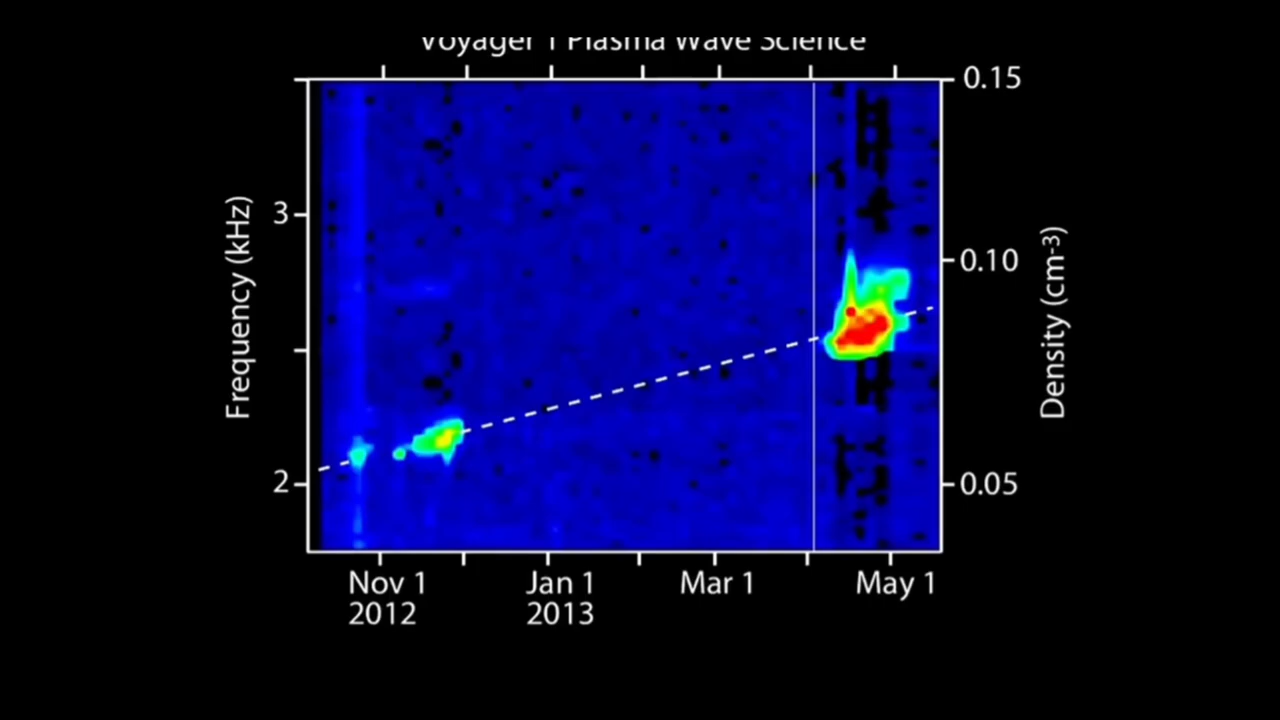 Voyager 1 Plasma Wave Science
0.15
3
0.10
Frequency (kHz)
Density (cm-3)
2
0.05
Nov 1
2012
Jan 1
2013
Mar 1
May 1